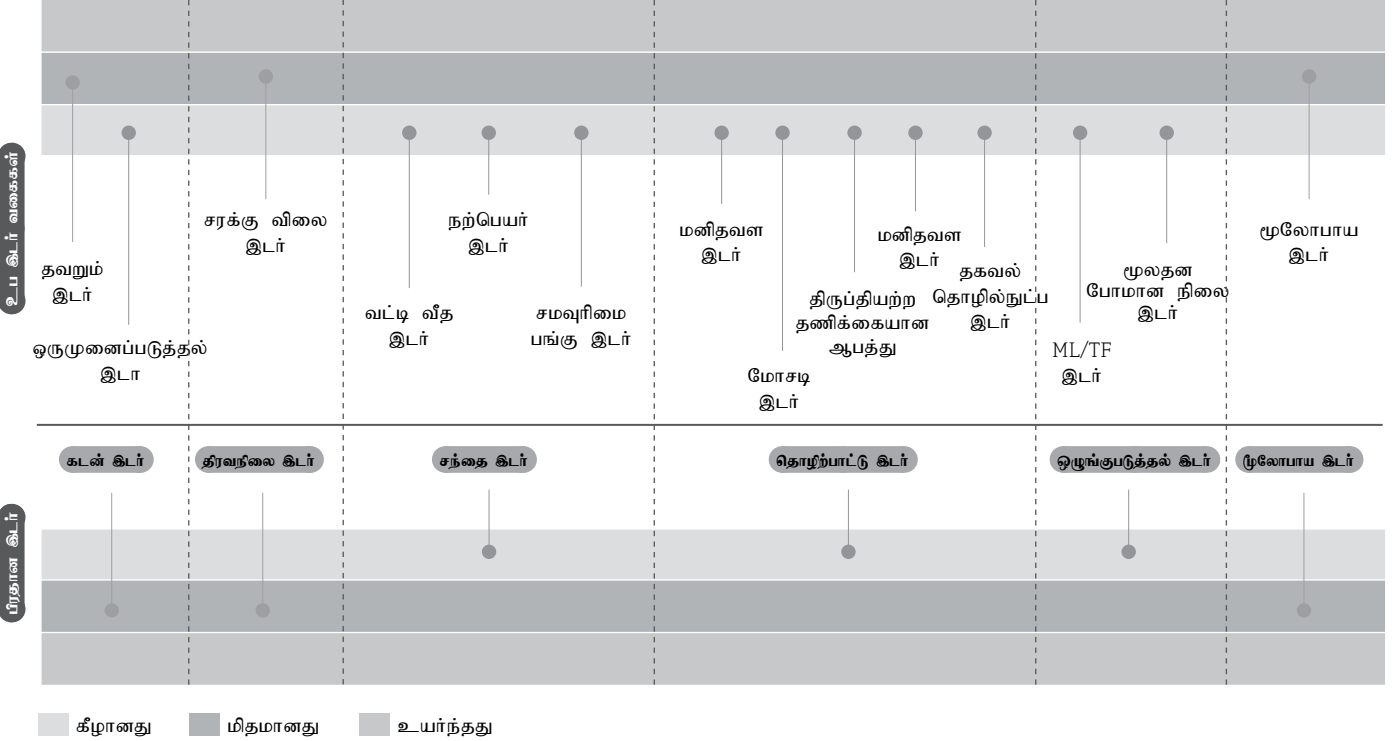 உப இடர் வகைகள்
தவறும்
இடர்
ஒருமுனைப்படுத்தல்
இடா
சரக்கு விலை
இடர்
வட்டி வீத
இடர்
நற்பெயர்
இடர்
சமவுரிமை
பங்கு இடர்
மனிதவள
இடர்
மோசடி
இடர்
திருப்தியற்ற
தணிக்கையான
ஆபத்து
மனிதவள
இடர்
தகவல்
தொழில்நுட்ப
இடர்
ML/TF
இடர்
மூலதன
போமான நிலை
இடர்
மூலோபாய
இடர்
பிரதான இடர்
கடன் இடர்
திரவநிலை இடர்
சந்தை இடர்
தொழிற்பாட்டு இடர்
ஒழுங்குபடுத்தல் இடர்
மூலோபாய இடர்
கீழானது
மிதமானது
உயர்ந்தது